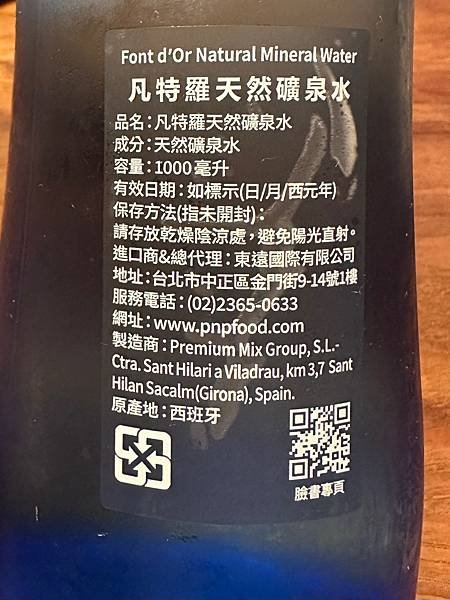 Font d'Or Natural Mineral Water
凡特羅天然礦泉水
品名：凡特羅天然礦泉水
成分：天然礦泉水
容量：1000毫升
有效日期：如標示(日/月/西元年)
保存方法(指未開封)：
請存放乾燥陰涼處，避免陽光直射。
進口商&總代理：東遠國際有限公司
地址：台北市中正區金門街9-14號1樓
服務電話：(02)2365-0633
網址：www.pnpfood.com
製造商：Premium Mix Group, S.L.-
Ctra. Sant Hilari a Viladrau, km 3,7 Sant
Hilan Sacalm(Girona), Spain.
原產地：西班牙
臉書專頁